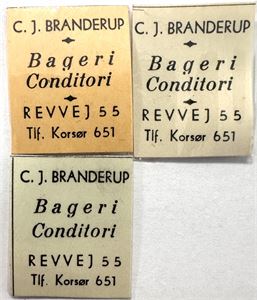 C. J. BRANDERUP
Bageri
Conditori
REVVEJ 55
Tlf. Korsør 651
C. J. BRANDERUP
Bageri
Conditori
REVVEJ 55
Tlf. Korsør 651
C. J. BRANDERUP
Bageri
Conditori
REVVEJ 55
Tlf. Korsør 651